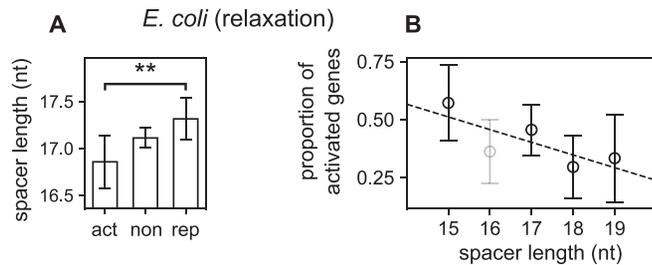 E. coli (relaxation)
A
B
**
spacer length (nt)
17.5
17.0
16.5
act non rep
proportion of
activated genes
0.75
0.50
0.25
15 16 17 18 19
spacer length (nt)